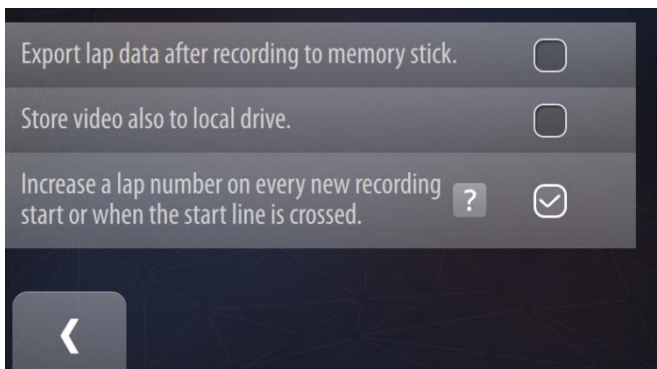 Export lap data after recording to memory stick.
Store video also to local drive.
Increase a lap number on every new recording
start or when the start line is crossed.
?